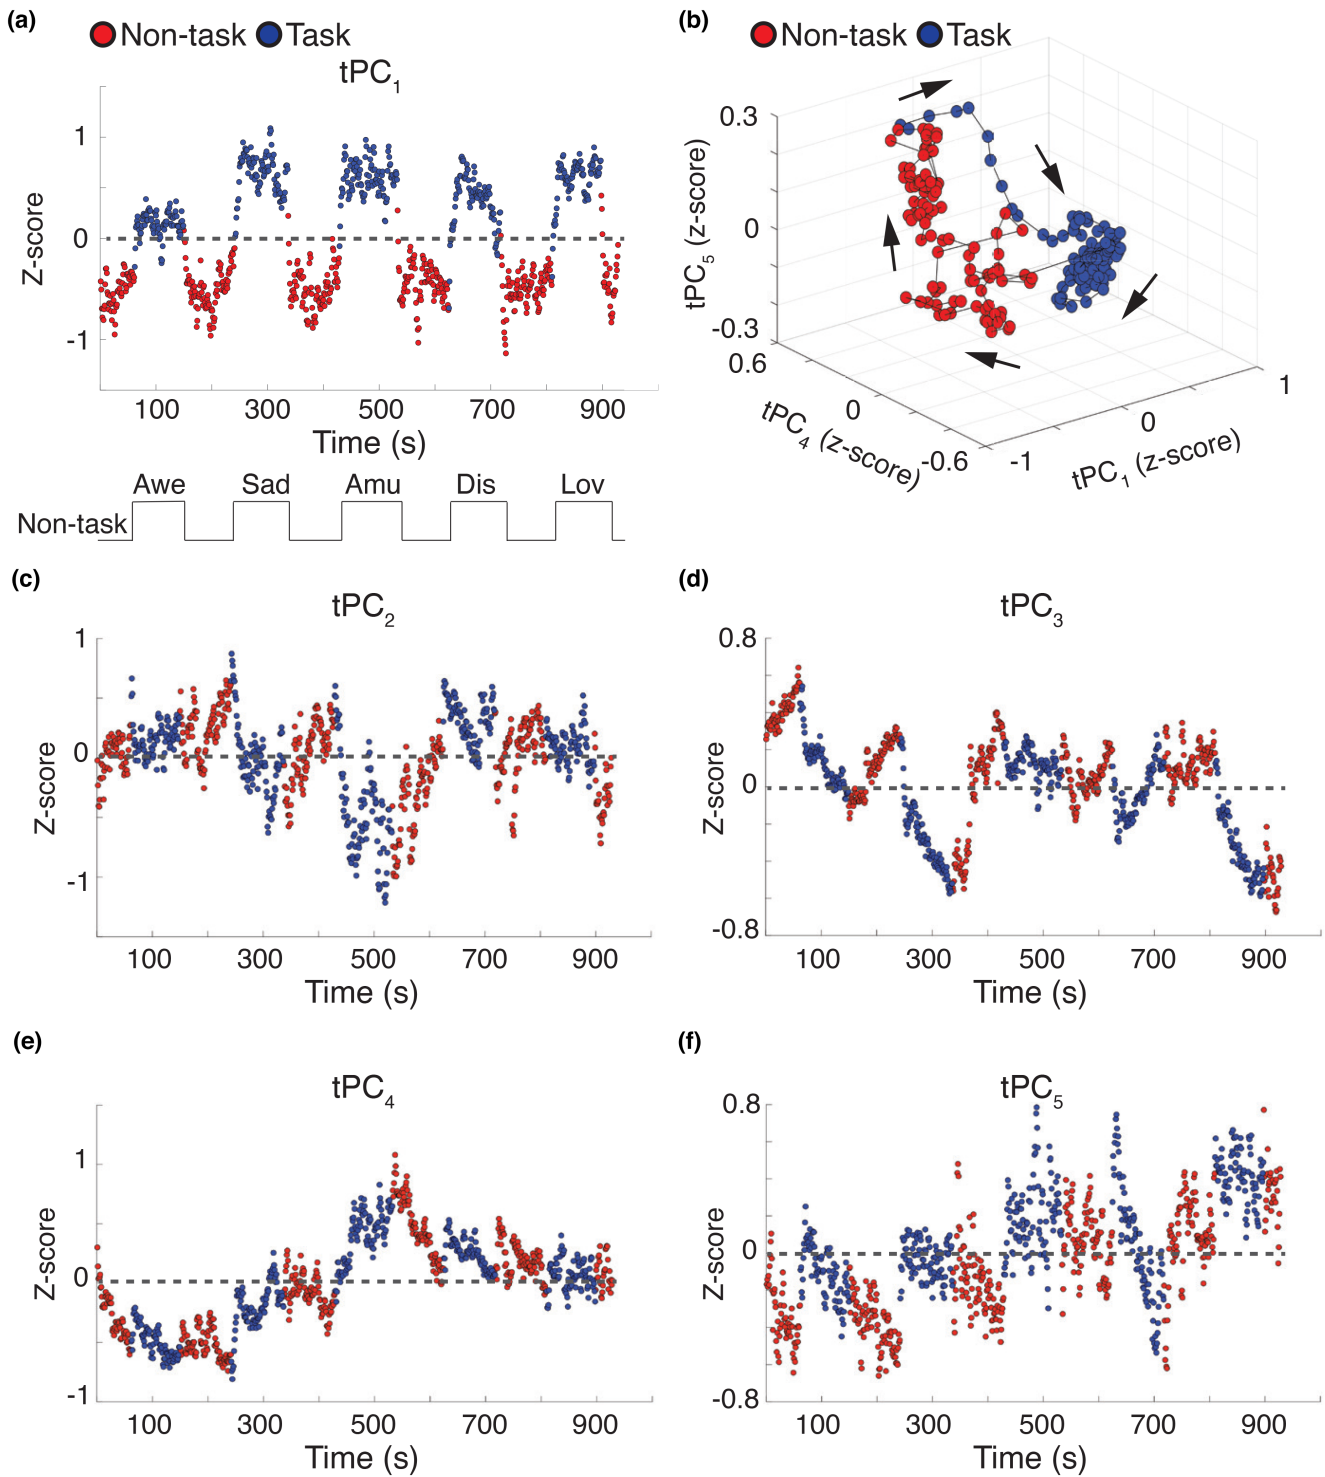 (a)
Non-task Task
tPC1
1
0
-1
Z-score
100 300 500 700 900
Time (s)
Awe Sad Amu Dis Lov
Non-task
(b)
Non-task Task
0.3
0
-0.3
tPC5 (z-score)
0.6
0
-0.6
tPC4 (z-score)
-1
0
1
tPC1 (z-score)
(c)
tPC2
1
0
-1
Z-score
100 300 500 700 900
Time (s)
(d)
tPC3
0.8
0
-0.8
Z-score
100 300 500 700 900
Time (s)
(e)
tPC4
1
0
-1
Z-score
100 300 500 700 900
Time (s)
(f)
tPC5
0.8
0
-0.8
Z-score
100 300 500 700 900
Time (s)